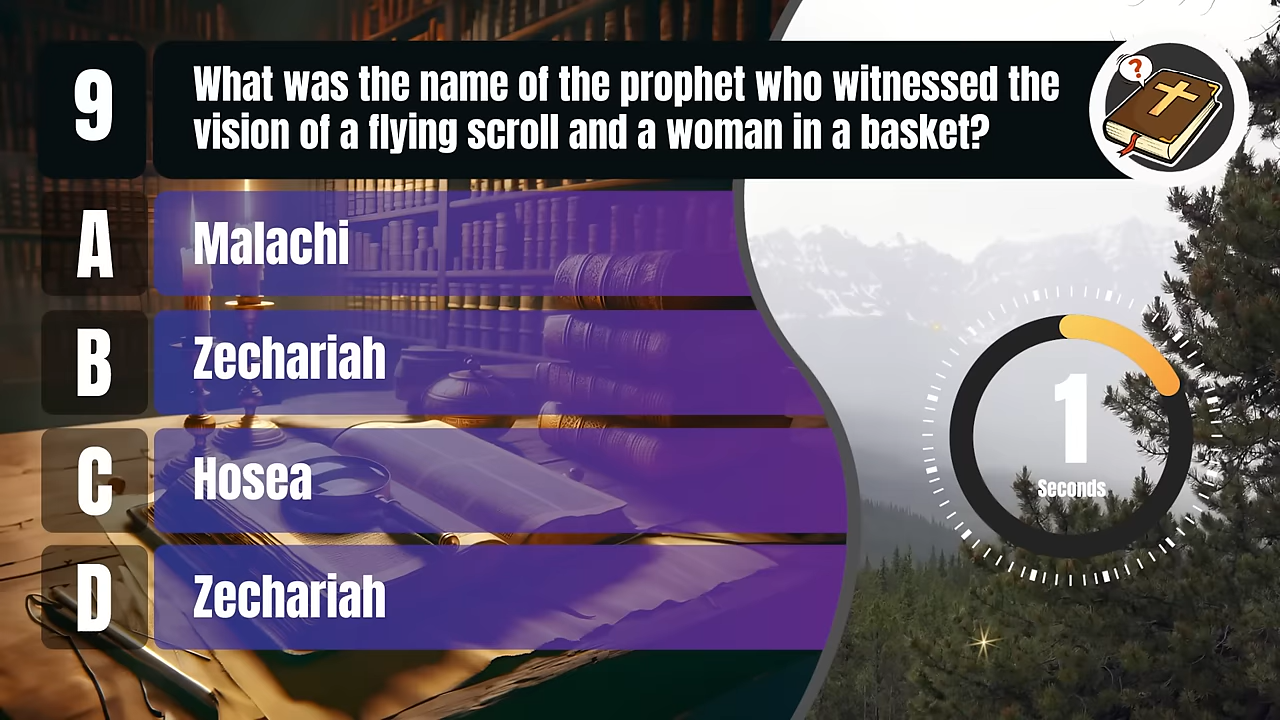 9
What was the name of the prophet who witnessed the
vision of a flying scroll and a woman in a basket?
?
A
Malachi
B
Zechariah
C
Hosea
D
Zechariah
1
Seconds